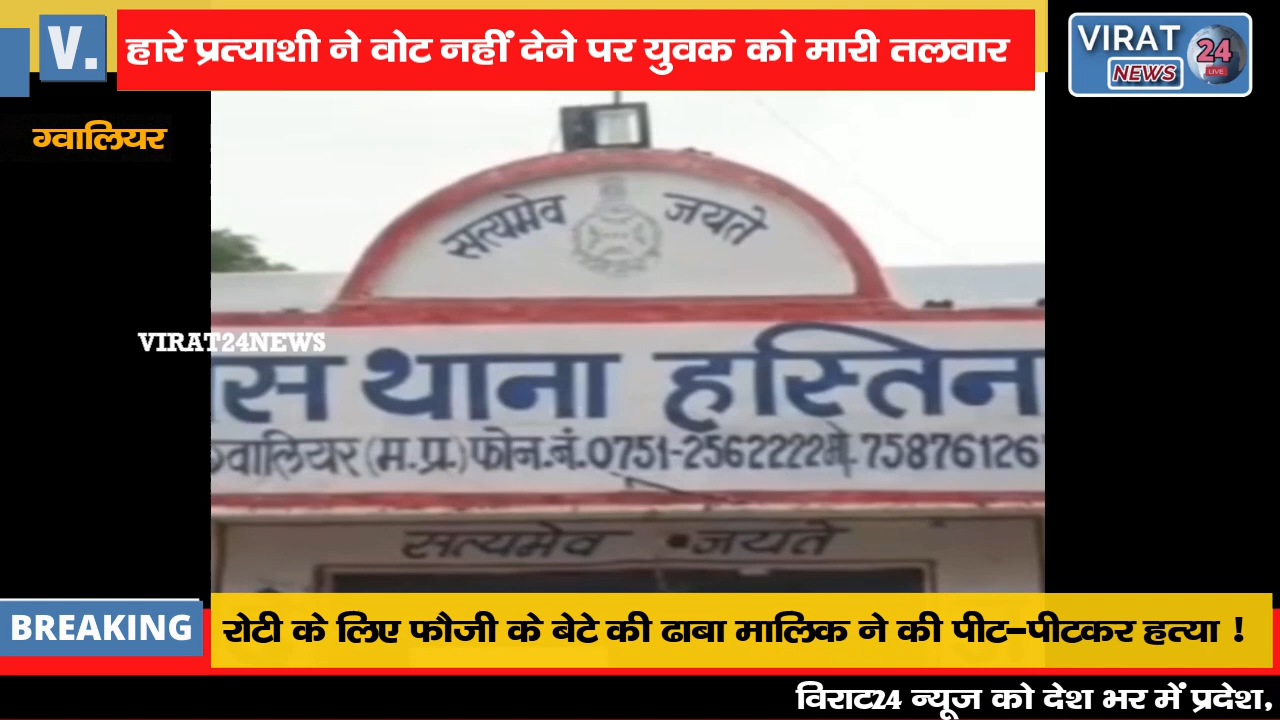 V.
हारे प्रत्याशी ने वोट नहीं देने पर युवक को मारी तलवार
VIRAT
24
NEWS
LIVE
ग्वालियर
सत्यमेव जयते
VIRAT24NEWS
स थाना हस्तिन
ग्वालियर (म.प्र.) फोन.नं.0751-2562222मो.75876126
सत्यमेव •जयते
BREAKING
रोटी के लिए फौजी के बेटे की ढाबा मालिक ने की पीट-पीटकर हत्या !
विराट24 न्यूज को देश भर में प्रदेश,